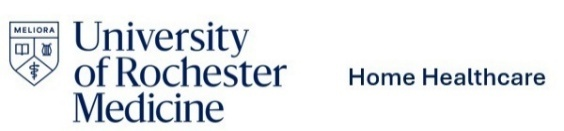 MELIORA
University
of Rochester
Medicine
Home Healthcare